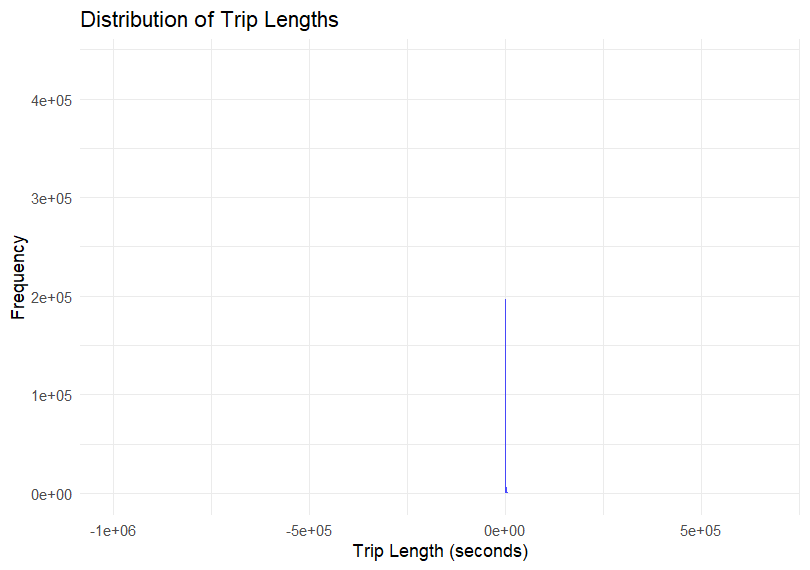 Distribution of Trip Lengths
Frequency
4e+05
3e+05
2e+05
1e+05
0e+00
-1e+06 -5e+05 0e+00 5e+05
Trip Length (seconds)